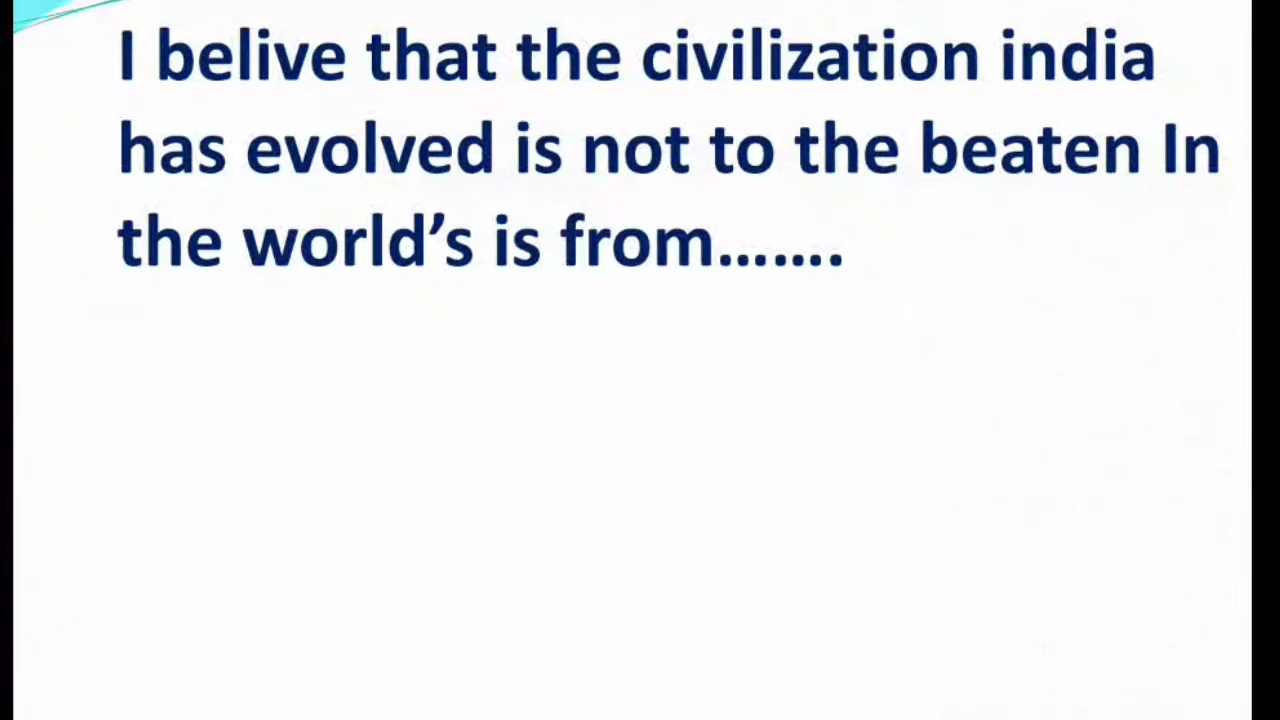 I belive that the civilization india
has evolved is not to the beaten In
the world’s is from…….